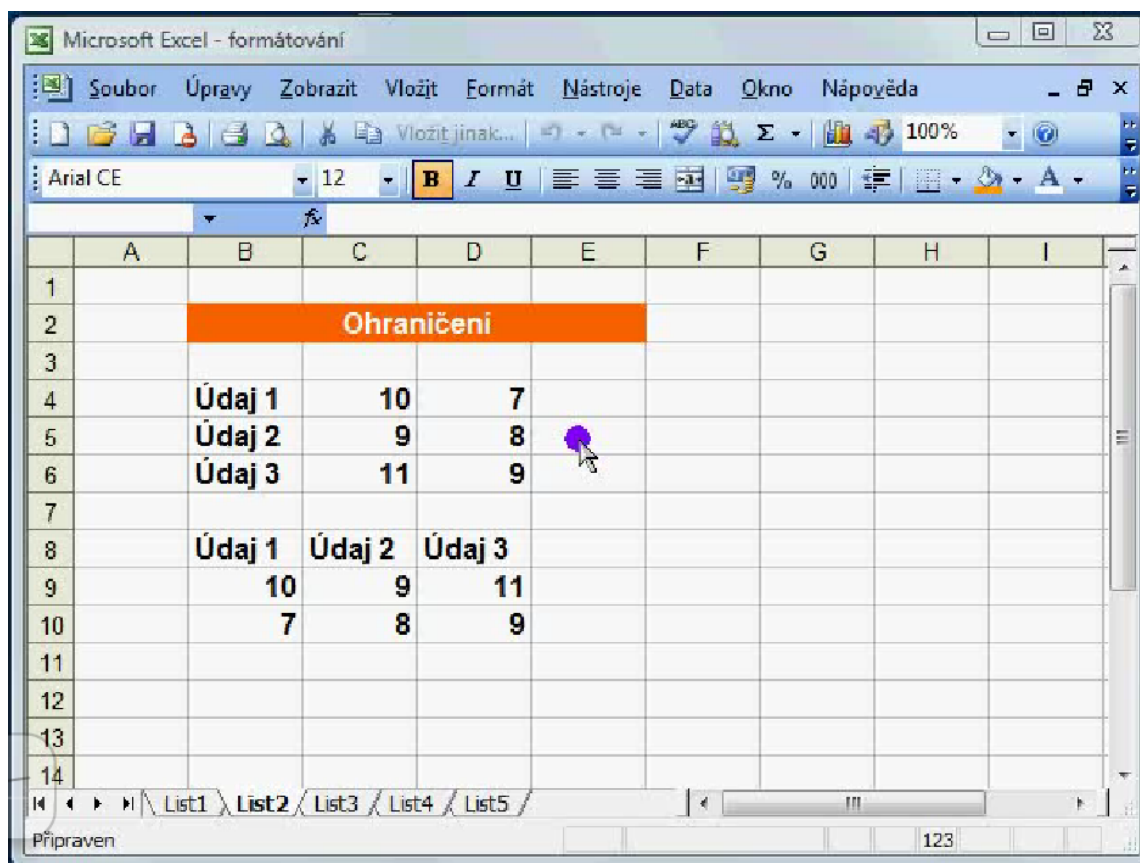 Microsoft Excel - formátování
Soubor Úpravy Zobrazit Vložit Formát Nástroje Data Okno Nápověda
Vložit jinak... ABC Σ 100%
Arial CE 12 B I U % 000 A
fx
A B C D E F G H I
1
2 Ohraničeni
3
4 Údaj 1 10 7
5 Údaj 2 9 8
6 Údaj 3 11 9
7
8 Údaj 1 Údaj 2 Údaj 3
9 10 9 11
10 7 8 9
11
12
13
14
List1 List2 List3 List4 List5
Připraven 123